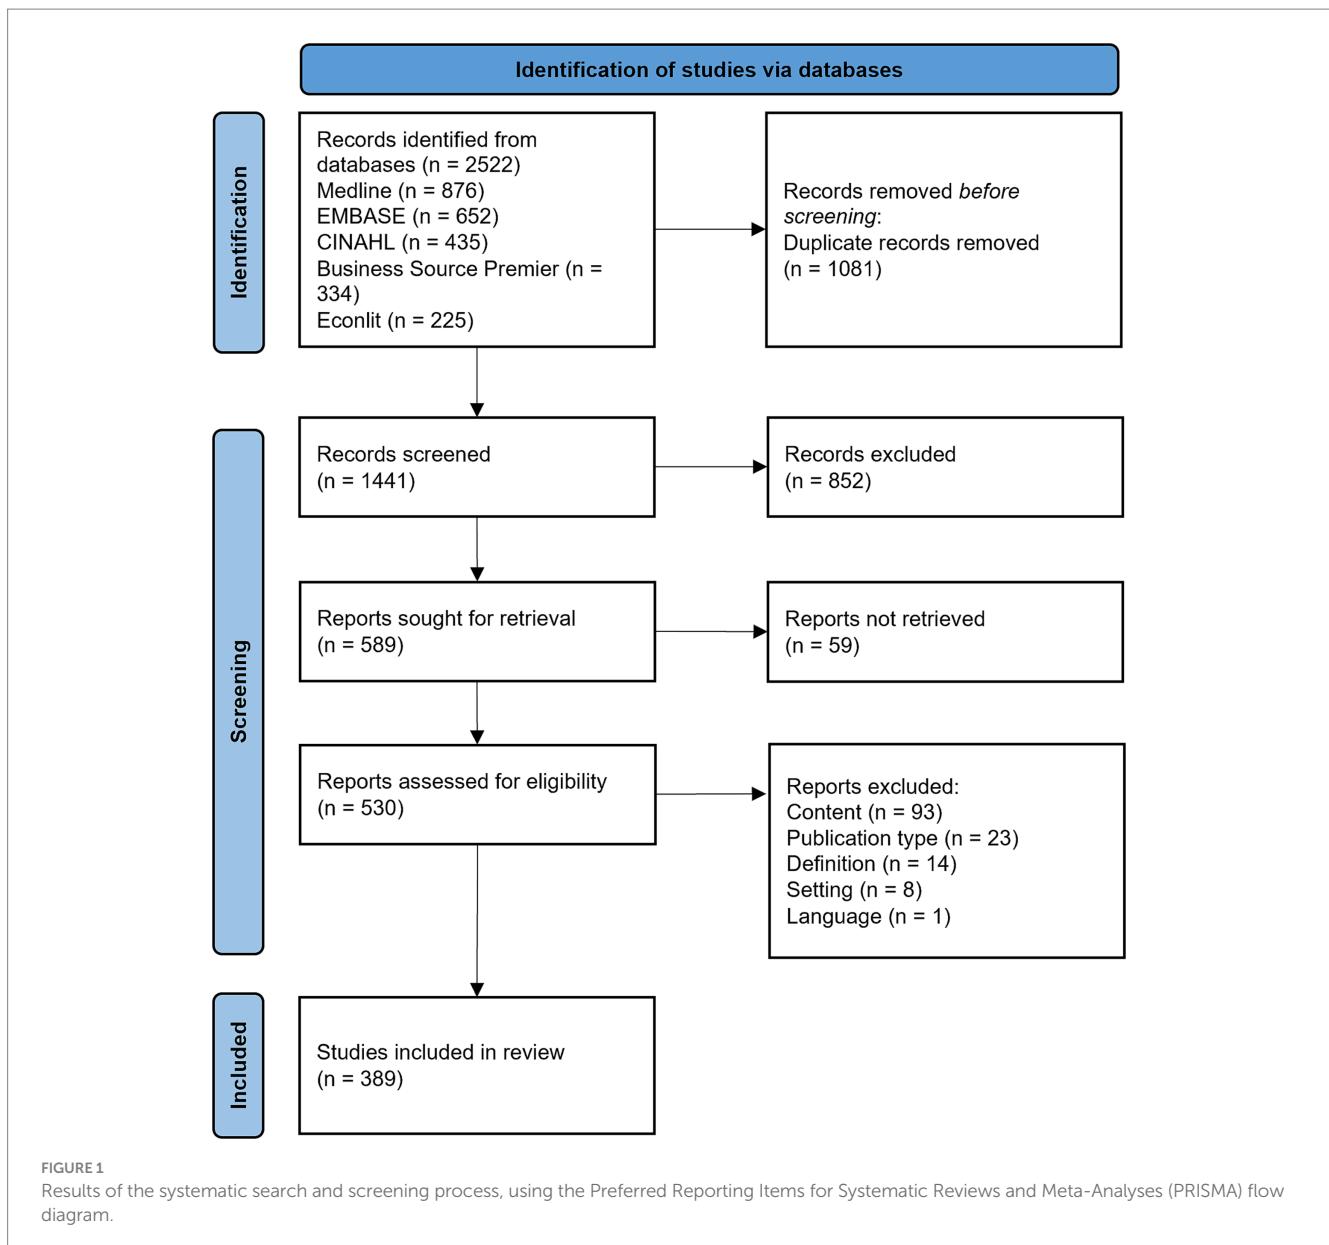 Identification of studies via databases
Identification
Records identified from
databases (n = 2522)
Medline (n = 876)
EMBASE (n = 652)
CINAHL (n = 435)
Business Source Premier (n =
334)
Econlit (n = 225)
Records removed before
screening:
Duplicate records removed
(n = 1081)
Screening
Records screened
(n = 1441)
Records excluded
(n = 852)
Reports sought for retrieval
(n = 589)
Reports not retrieved
(n = 59)
Reports assessed for eligibility
(n = 530)
Reports excluded:
Content (n = 93)
Publication type (n = 23)
Definition (n = 14)
Setting (n = 8)
Language (n = 1)
Included
Studies included in review
(n = 389)
FIGURE 1
Results of the systematic search and screening process, using the Preferred Reporting Items for Systematic Reviews and Meta-Analyses (PRISMA) flow
diagram.